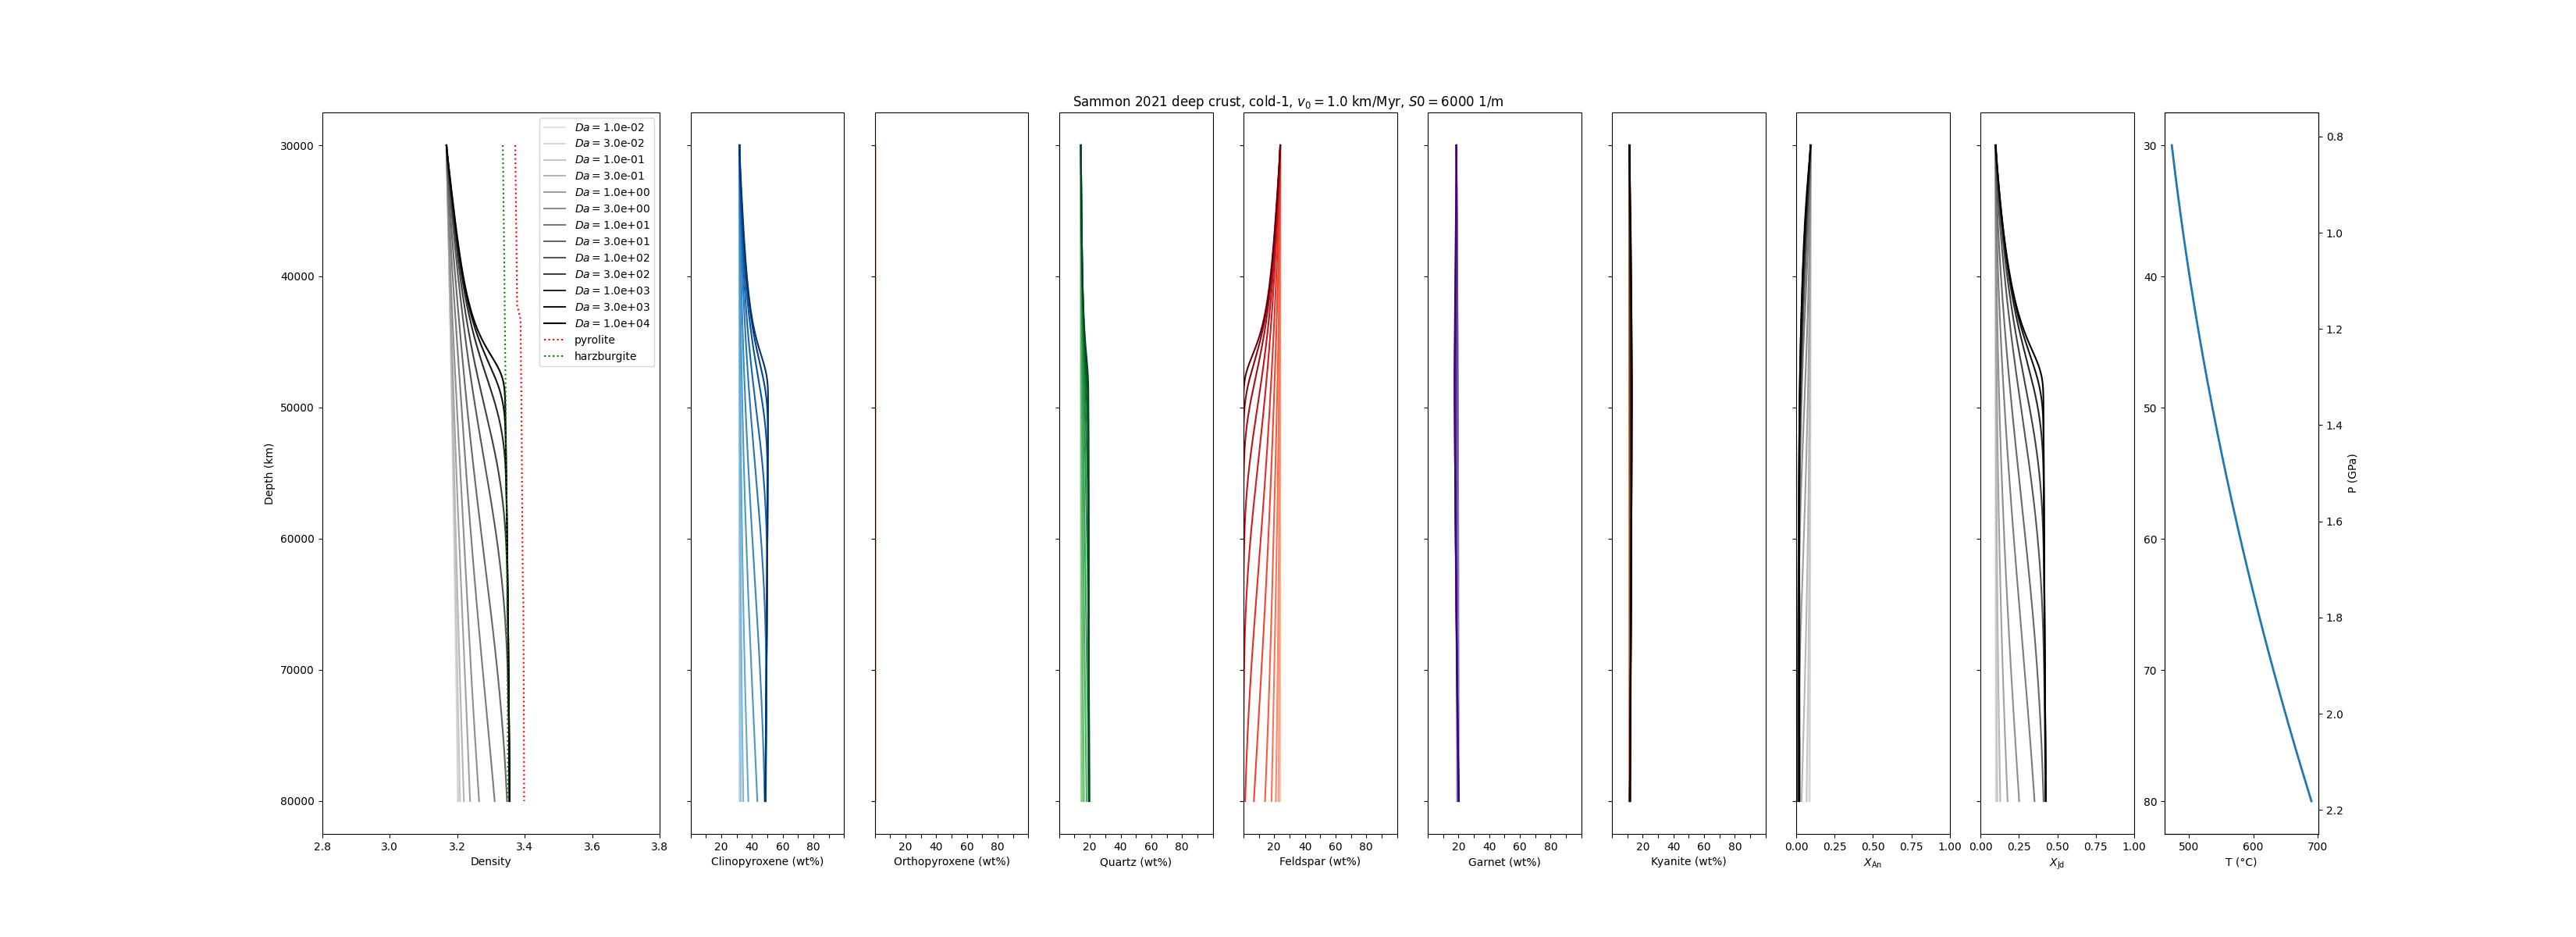 Sammon 2021 deep crust, cold-1, v₀ = 1.0 km/Myr, S0 = 6000 1/m
Da = 1.0e-02
Da = 3.0e-02
Da = 1.0e-01
Da = 3.0e-01
Da = 1.0e+00
Da = 3.0e+00
Da = 1.0e+01
Da = 3.0e+01
Da = 1.0e+02
Da = 3.0e+02
Da = 1.0e+03
Da = 3.0e+03
Da = 1.0e+04
pyrolite
harzburgite
Depth (km)
30000
40000
50000
60000
70000
80000
2.8 3.0 3.2 3.4 3.6 3.8
Density
20 40 60 80
Clinopyroxene (wt%)
20 40 60 80
Orthopyroxene (wt%)
20 40 60 80
Quartz (wt%)
20 40 60 80
Feldspar (wt%)
20 40 60 80
Garnet (wt%)
20 40 60 80
Kyanite (wt%)
0.00 0.25 0.50 0.75 1.00
X_An
0.00 0.25 0.50 0.75 1.00
X_Jd
30
40
50
60
70
80
500 600 700
T (°C)
0.8
1.0
1.2
1.4
1.6
1.8
2.0
2.2
P (GPa)